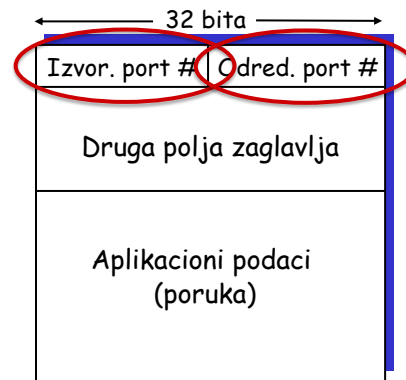 32 bita
Izvor. port # Odred. port #
Druga polja zaglavlja
Aplikacioni podaci
(poruka)